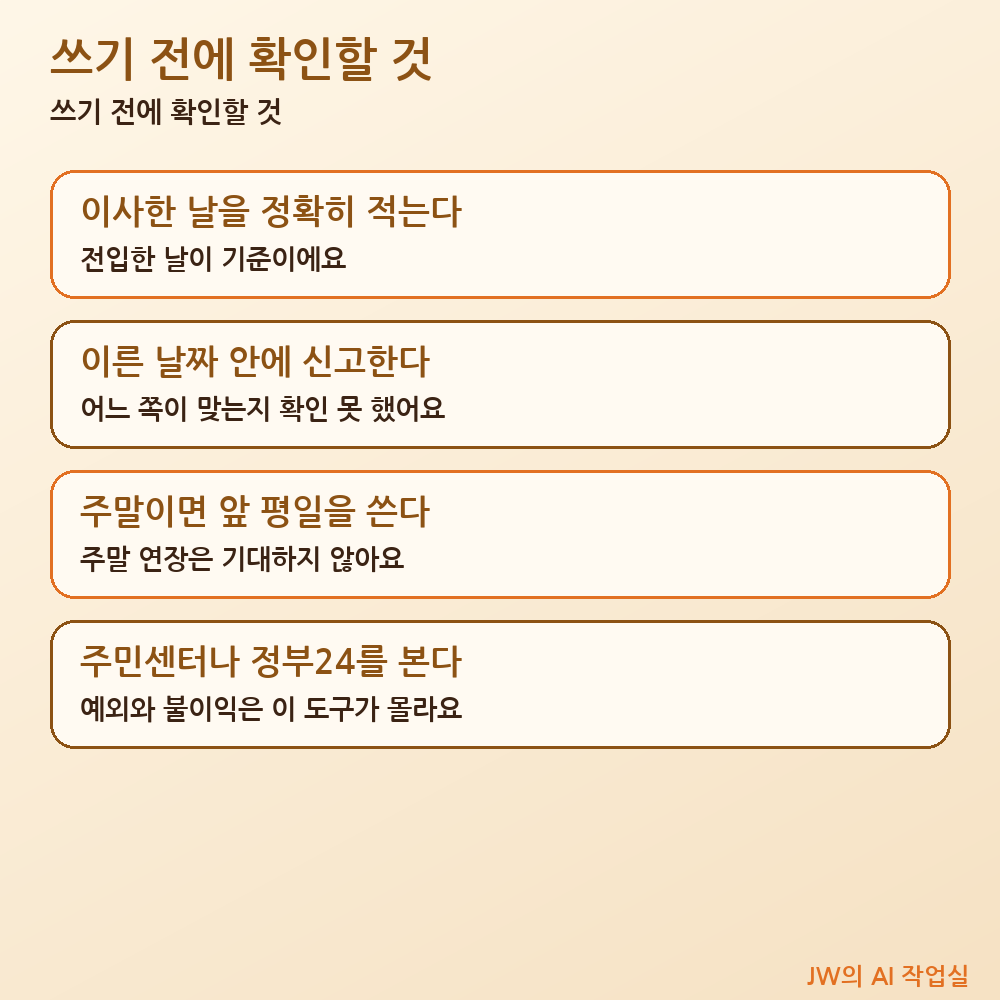 쓰기 전에 확인할 것
쓰기 전에 확인할 것
이사한 날을 정확히 적는다
전입한 날이 기준이에요
이른 날짜 안에 신고한다
어느 쪽이 맞는지 확인 못 했어요
주말이면 앞 평일을 쓴다
주말 연장은 기대하지 않아요
주민센터나 정부24를 본다
예외와 불이익은 이 도구가 몰라요
JW의 AI 작업실